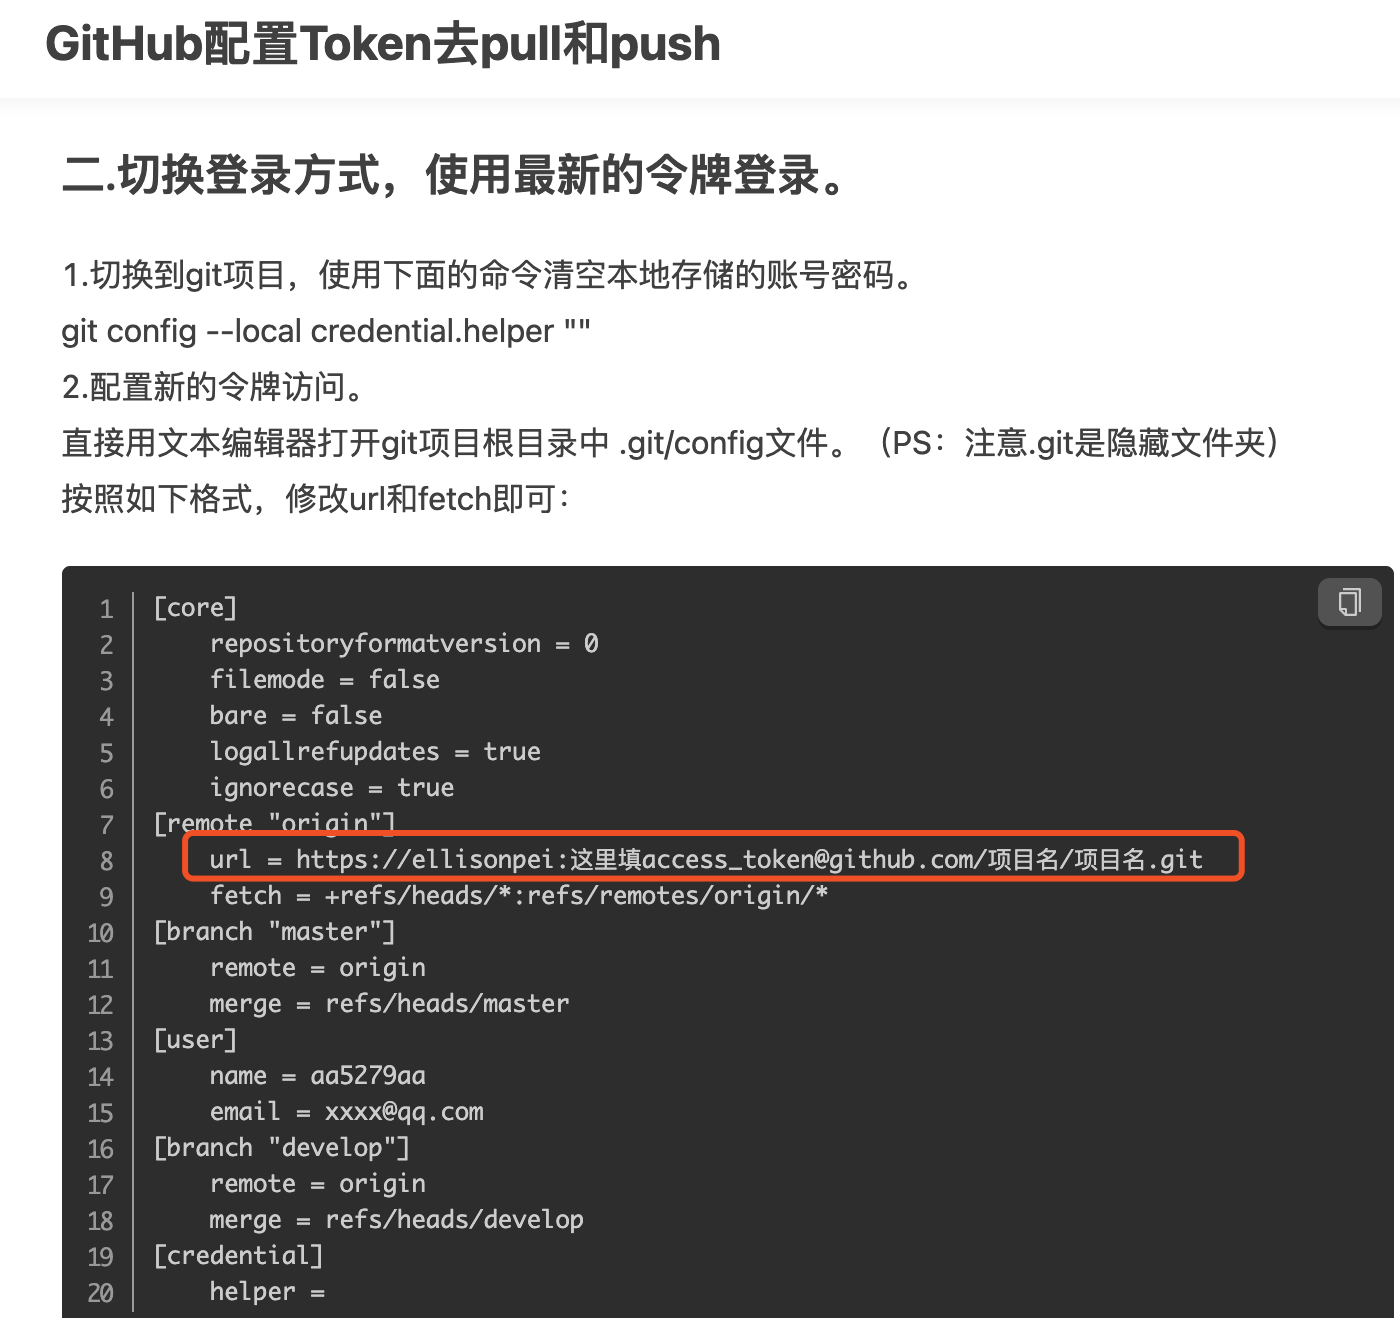 GitHub配置Token去pull和push
二.切换登录方式，使用最新的令牌登录。
1.切换到git项目，使用下面的命令清空本地存储的账号密码。
git config --local credential.helper ""
2.配置新的令牌访问。
直接用文本编辑器打开git项目根目录中 .git/config文件。（PS：注意.git是隐藏文件夹）
按照如下格式，修改url和fetch即可：
1 [core]
2 repositoryformatversion = 0
3 filemode = false
4 bare = false
5 logallrefupdates = true
6 ignorecase = true
7 [remote "origin"]
8 url = https://ellisonpei:这里填access_token@github.com/项目名/项目名.git
9 fetch = +refs/heads/*:refs/remotes/origin/*
10 [branch "master"]
11 remote = origin
12 merge = refs/heads/master
13 [user]
14 name = aa5279aa
15 email = xxxx@qq.com
16 [branch "develop"]
17 remote = origin
18 merge = refs/heads/develop
19 [credential]
20 helper =